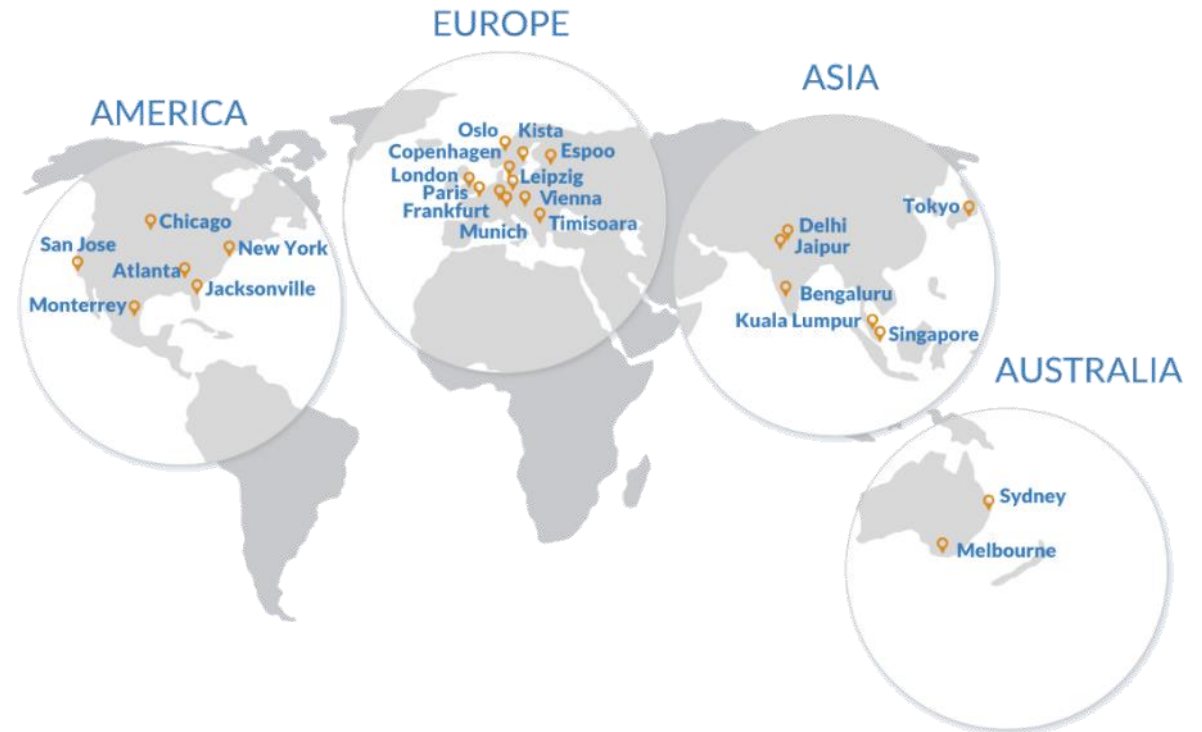 EUROPE
ASIA
AMERICA
Oslo Kista
Copenhagen Espoo
London Leipzig
Paris Vienna
Frankfurt Timisoara
Munich
Chicago
San Jose New York
Atlanta
Jacksonville
Monterrey
Tokyo
Delhi
Jaipur
Bengaluru
Kuala Lumpur
Singapore
AUSTRALIA
Sydney
Melbourne